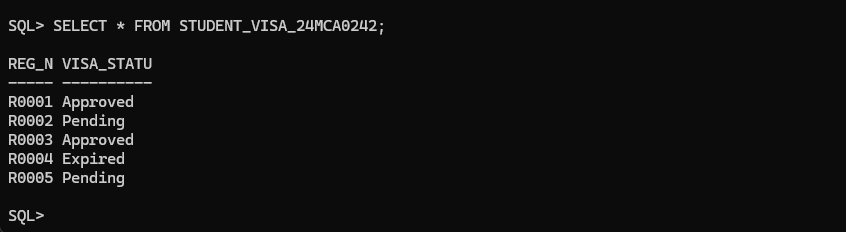 SQL> SELECT * FROM STUDENT_VISA_24MCA0242;
REG_N VISA_STATU
----- ----------
R0001 Approved
R0002 Pending
R0003 Approved
R0004 Expired
R0005 Pending
SQL>